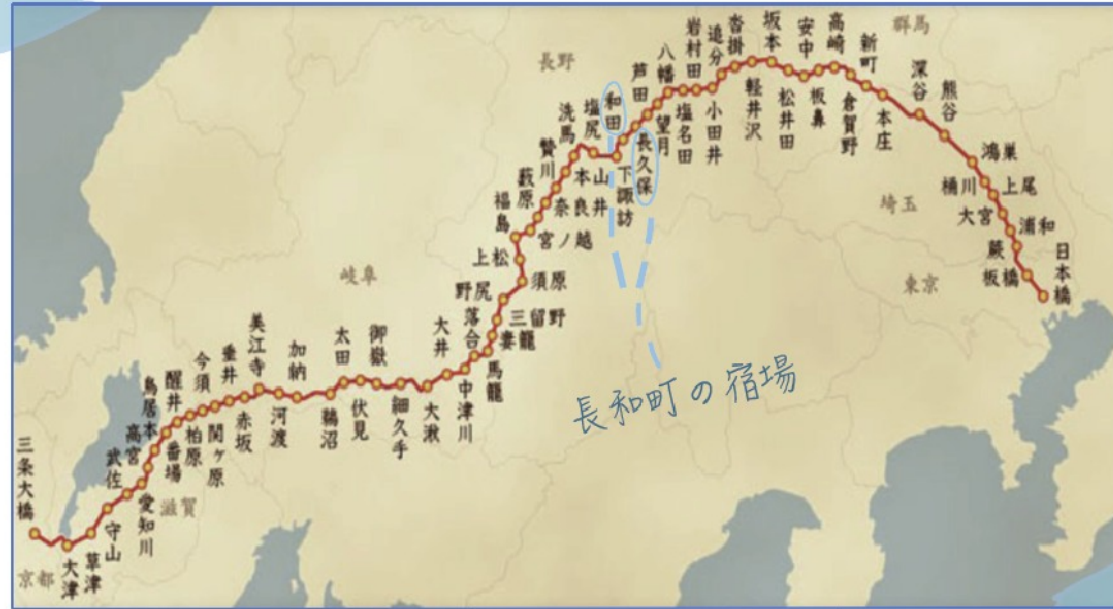 群馬
長野
埼玉
東京
岐阜
滋賀
京都
日本橋
板橋
蕨
浦和
大宮
上尾
桶川
鴻巣
熊谷
深谷
本庄
新町
倉賀野
高崎
板鼻
安中
松井田
坂本
軽井沢
沓掛
追分
小田井
岩村田
塩名田
八幡
望月
芦田
長久保
和田
下諏訪
塩尻
洗馬
本山
贄川
奈良井
藪原
宮ノ越
福島
上松
須原
野尻
三留野
妻籠
馬籠
落合
中津川
大井
大湫
細久手
御嶽
伏見
太田
鵜沼
加納
河渡
美江寺
赤坂
垂井
関ヶ原
今須
柏原
醒井
番場
鳥居本
高宮
愛知川
武佐
守山
草津
大津
三条大橋
長和町の宿場